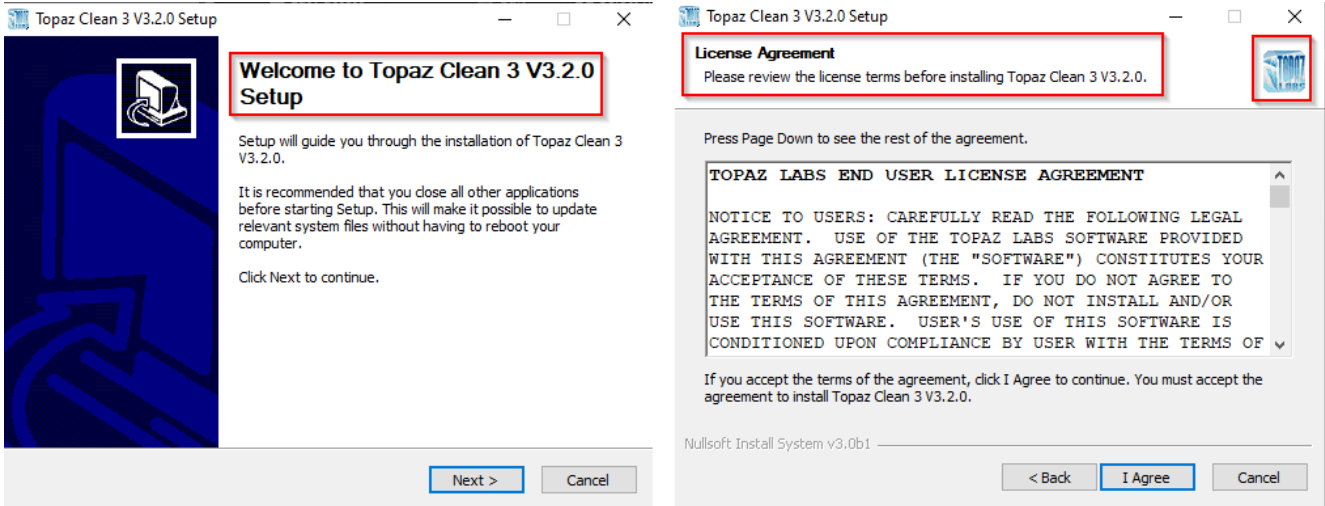 Topaz Clean 3 V3.2.0 Setup
Welcome to Topaz Clean 3 V3.2.0
Setup
Setup will guide you through the installation of Topaz Clean 3
V3.2.0.
It is recommended that you close all other applications
before starting Setup. This will make it possible to update
relevant system files without having to reboot your
computer.
Click Next to continue.
Next >
Cancel
Topaz Clean 3 V3.2.0 Setup
License Agreement
Please review the license terms before installing Topaz Clean 3 V3.2.0.
TOPAZ
LABS
Press Page Down to see the rest of the agreement.
TOPAZ LABS END USER LICENSE AGREEMENT
NOTICE TO USERS: CAREFULLY READ THE FOLLOWING LEGAL
AGREEMENT.  USE OF THE TOPAZ LABS SOFTWARE PROVIDED
WITH THIS AGREEMENT (THE "SOFTWARE") CONSTITUTES YOUR
ACCEPTANCE OF THESE TERMS.  IF YOU DO NOT AGREE TO
THE TERMS OF THIS AGREEMENT, DO NOT INSTALL AND/OR
USE THIS SOFTWARE.  USER'S USE OF THIS SOFTWARE IS
CONDITIONED UPON COMPLIANCE BY USER WITH THE TERMS OF
If you accept the terms of the agreement, click I Agree to continue. You must accept the
agreement to install Topaz Clean 3 V3.2.0.
Nullsoft Install System v3.0b1
< Back
I Agree
Cancel